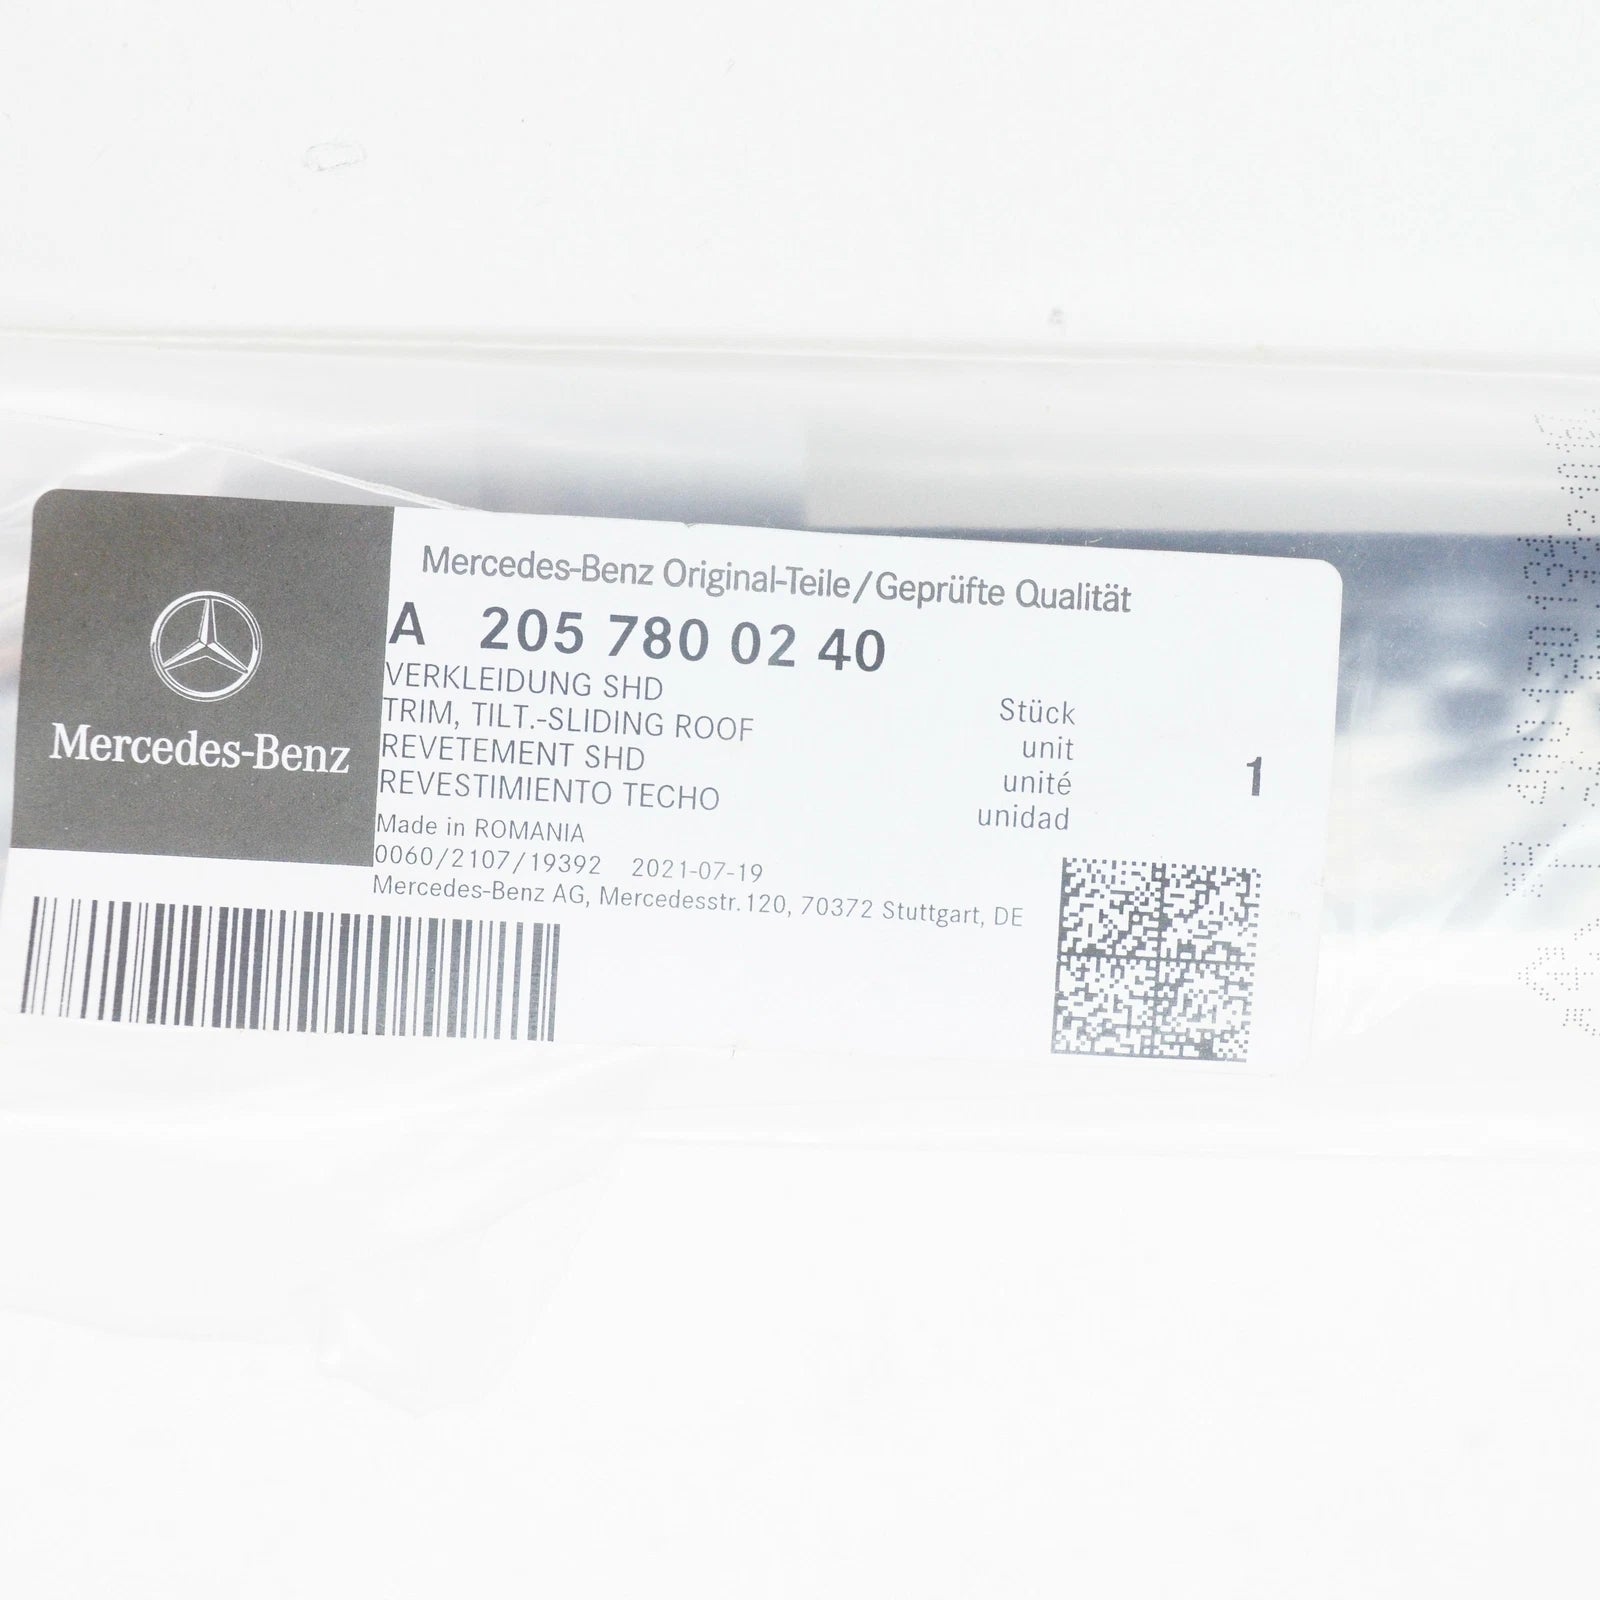 Mercedes-Benz
Mercedes-Benz Original-Teile/Geprüfte Qualität
A 205 780 02 40
VERKLEIDUNG SHD
TRIM, TILT.-SLIDING ROOF
REVETEMENT SHD
REVESTIMIENTO TECHO
Stück
unit
unité
unidad
1
Made in ROMANIA
0060/2107/19392 2021-07-19
Mercedes-Benz AG, Mercedesstr.120, 70372 Stuttgart, DE